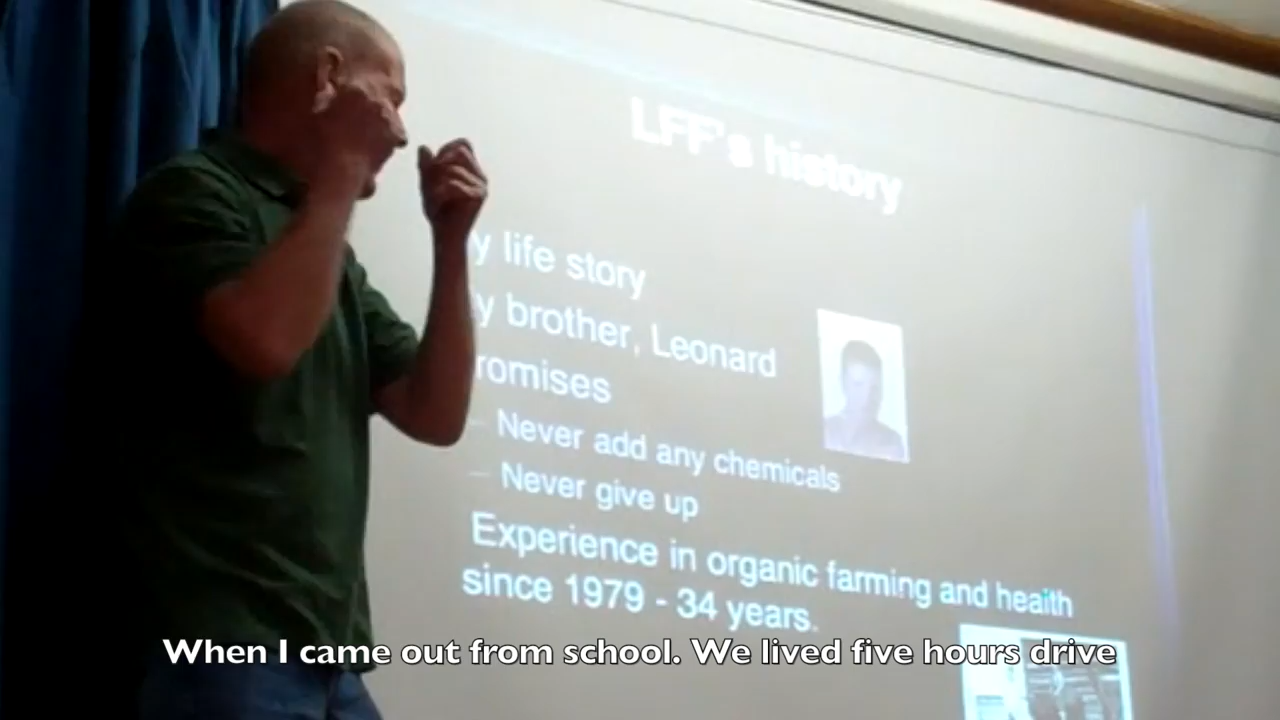 LFF's history
y life story
y brother, Leonard
romises
- Never add any chemicals
- Never give up
Experience in organic farming and health
since 1979 - 34 years.
When I came out from school. We lived five hours drive